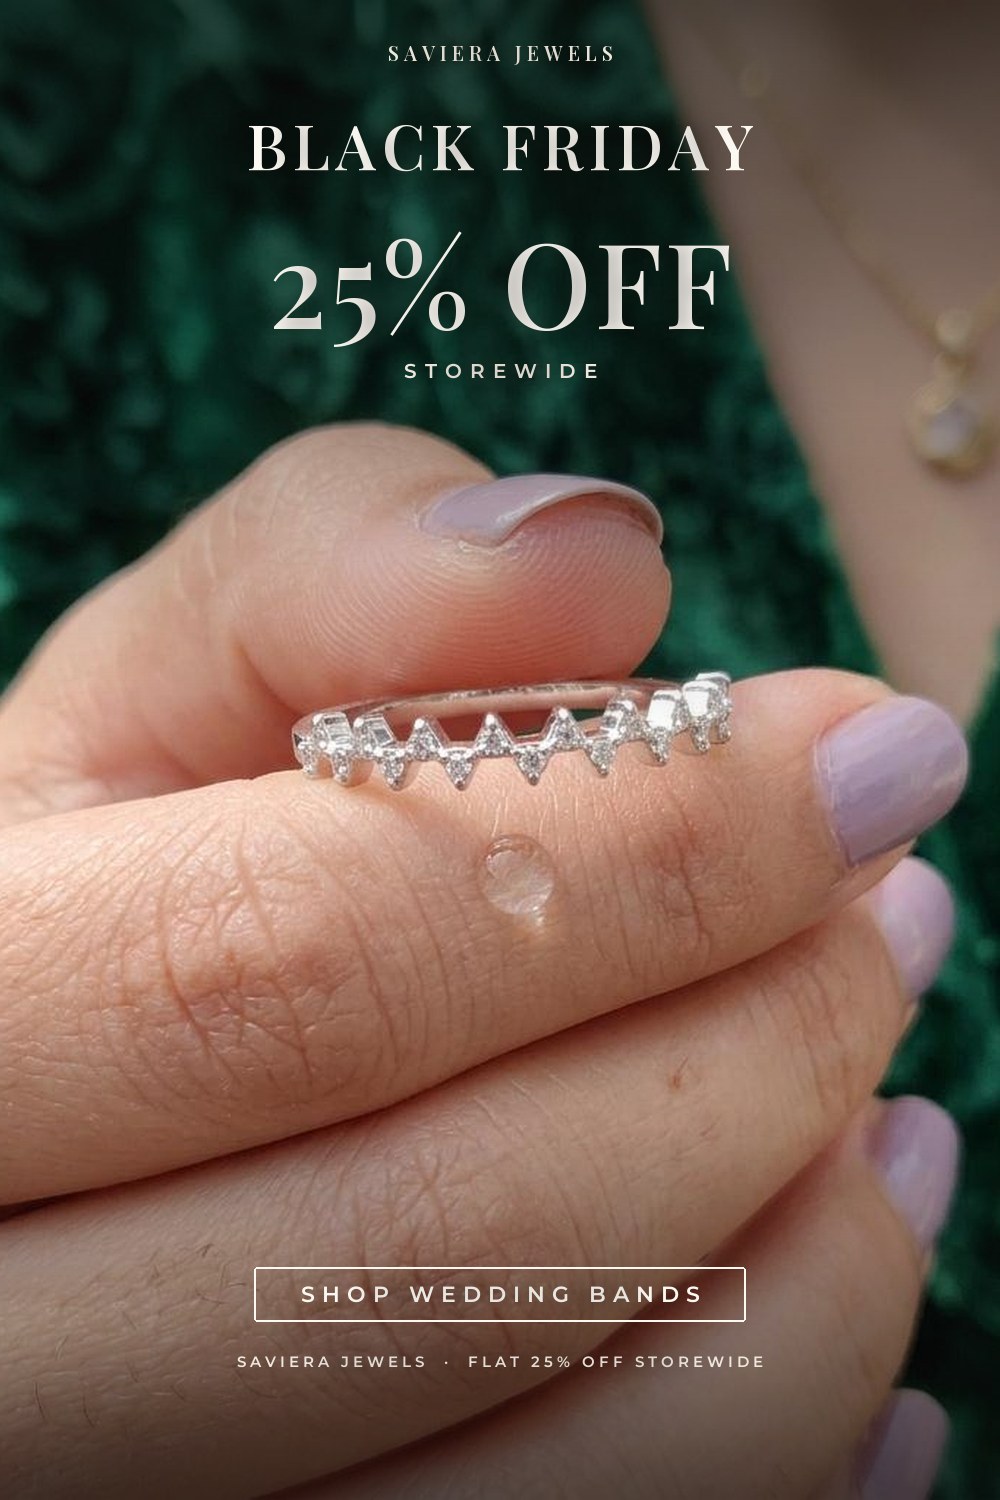 SAVIERA JEWELS
BLACK FRIDAY
25% OFF
STOREWIDE
SHOP WEDDING BANDS
SAVIERA JEWELS · FLAT 25% OFF STOREWIDE